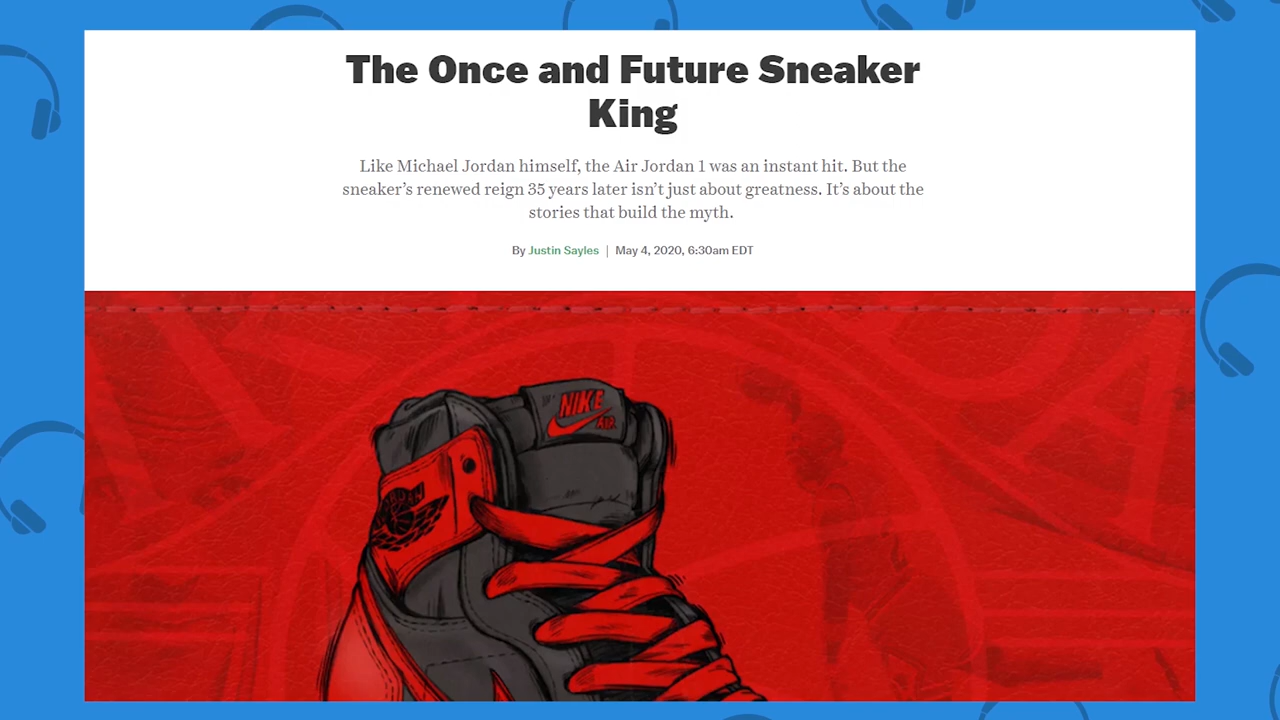 The Once and Future Sneaker
King
Like Michael Jordan himself, the Air Jordan 1 was an instant hit. But the
sneaker’s renewed reign 35 years later isn’t just about greatness. It’s about the
stories that build the myth.
By Justin Sayles | May 4, 2020, 6:30am EDT
NIKE
AIR
JORDAN